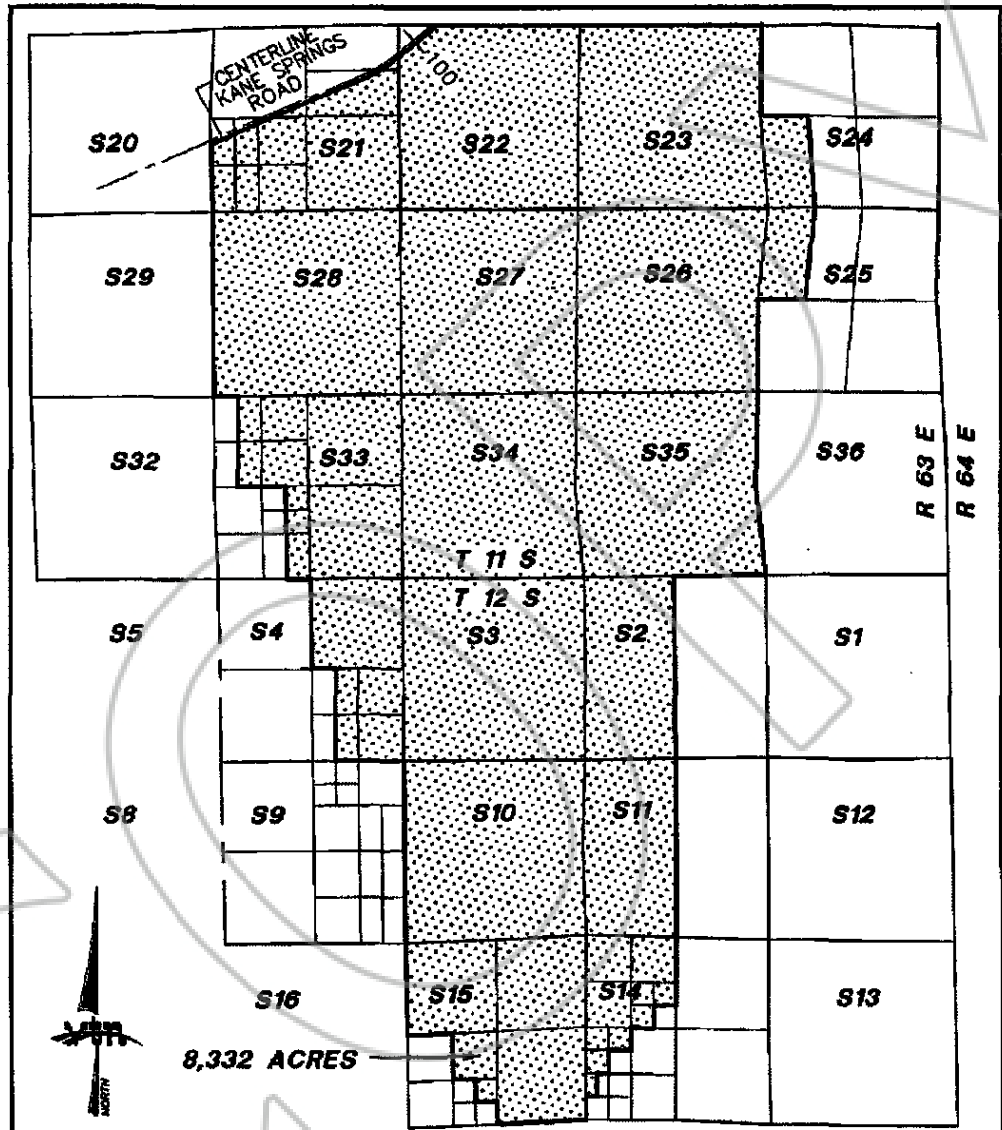 CENTERLINE
KANE SPRINGS
ROAD
100
S20
S21
S22
S23
S24
S29
S28
S27
S26
S25
S32
S33
S34
S35
S36
R 63 E
R 64 E
T 11 S
T 12 S
S5
S4
S3
S2
S1
S8
S9
S10
S11
S12
S16
S15
S14
S13
8,332 ACRES
NORTH